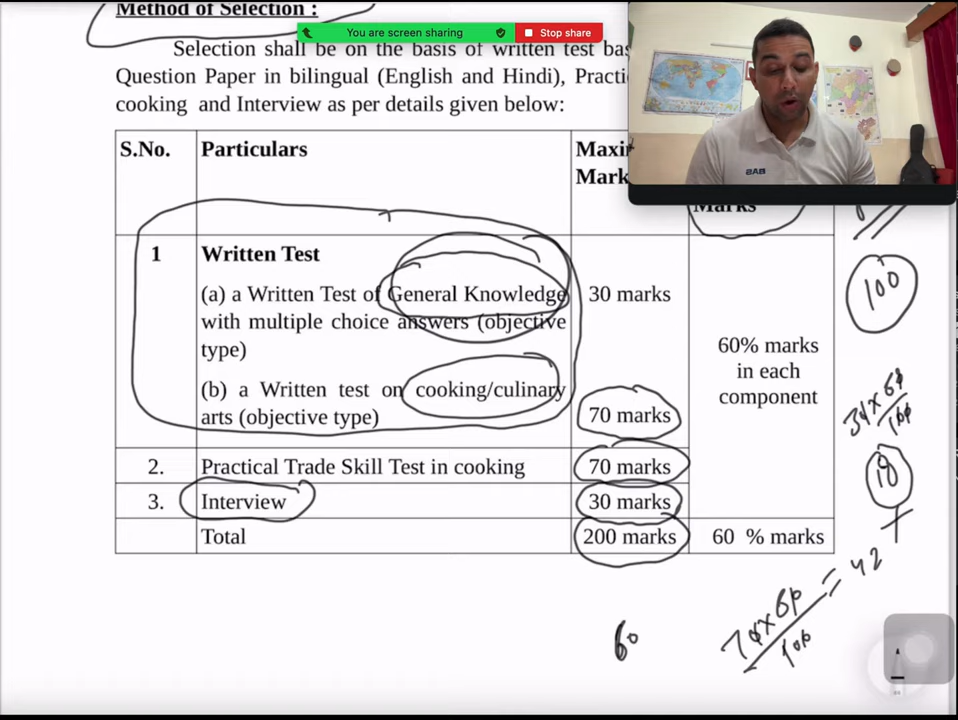 Method of Selection :
You are screen sharing
Stop share
Selection shall be on the basis of written test bas
Question Paper in bilingual (English and Hindi), Practi
cooking and Interview as per details given below:
S.No. Particulars Maxi
Mark
Marks
1 Written Test
(a) a Written Test of General Knowledge 30 marks
with multiple choice answers (objective
type)
60% marks
in each
component
(b) a Written test on cooking/culinary
arts (objective type) 70 marks
2. Practical Trade Skill Test in cooking 70 marks
3. Interview 30 marks
Total 200 marks 60 % marks
BAB
100
18
70x60
100
= 42
60